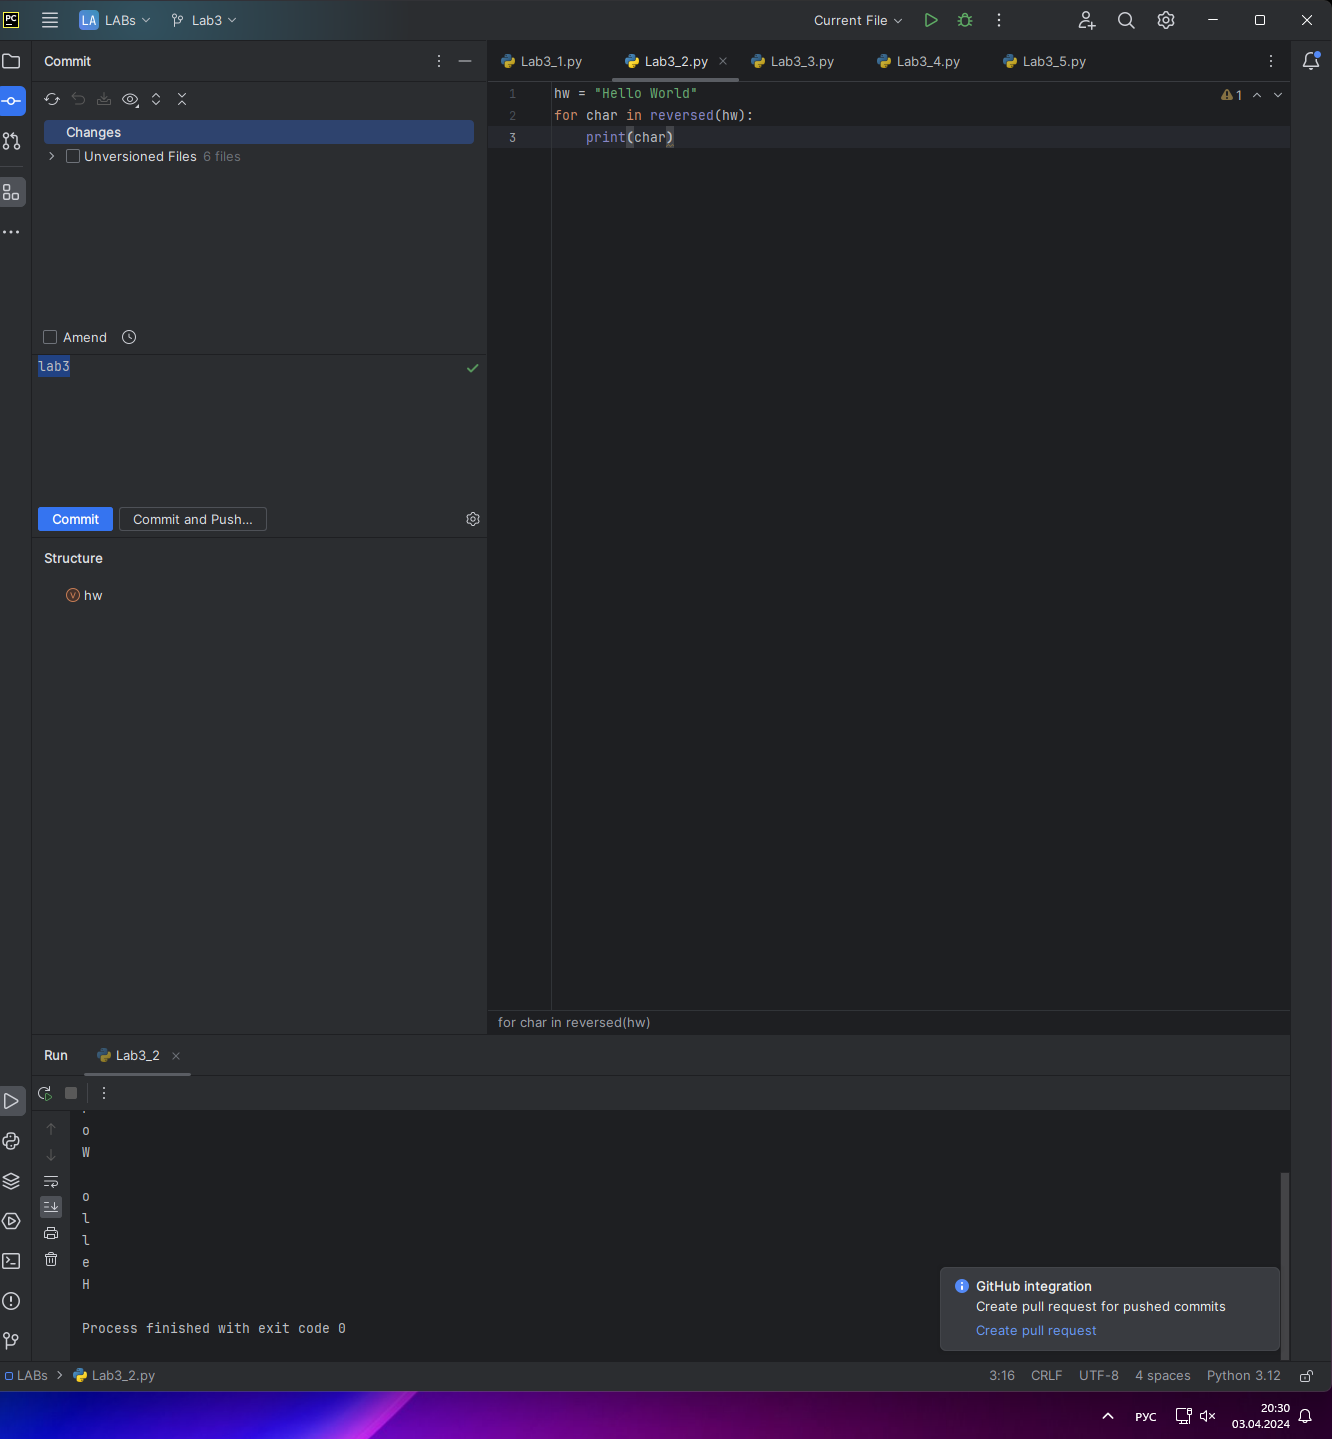 PC
LA LABs Lab3 Current File
Commit
Lab3_1.py Lab3_2.py Lab3_3.py Lab3_4.py Lab3_5.py
1 hw = "Hello World" 1
2 for char in reversed(hw):
3 print(char)
Changes
Unversioned Files 6 files
Amend
lab3
Commit Commit and Push...
Structure
V hw
for char in reversed(hw)
Run Lab3_2
o
W
o
l
l
e
H
Process finished with exit code 0
GitHub integration
Create pull request for pushed commits
Create pull request
LABs Lab3_2.py 3:16 CRLF UTF-8 4 spaces Python 3.12
РУС
20:30
03.04.2024